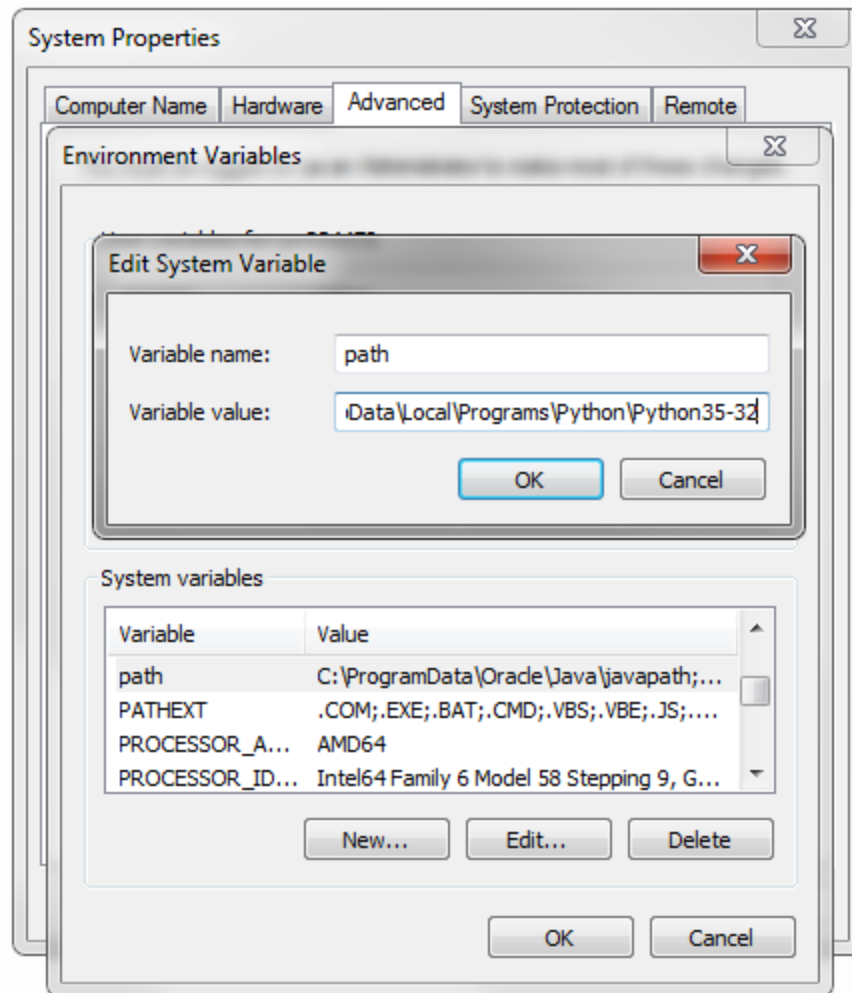 System Properties
Computer Name Hardware Advanced System Protection Remote
Environment Variables
Edit System Variable
Variable name: path
Variable value: Data\Local\Programs\Python\Python35-32
OK Cancel
System variables
Variable Value
path C:\ProgramData\Oracle\Java\javapath;...
PATHEXT .COM;.EXE;.BAT;.CMD;.VBS;.VBE;.JS;....
PROCESSOR_A... AMD64
PROCESSOR_ID... Intel64 Family 6 Model 58 Stepping 9, G...
New... Edit... Delete
OK Cancel